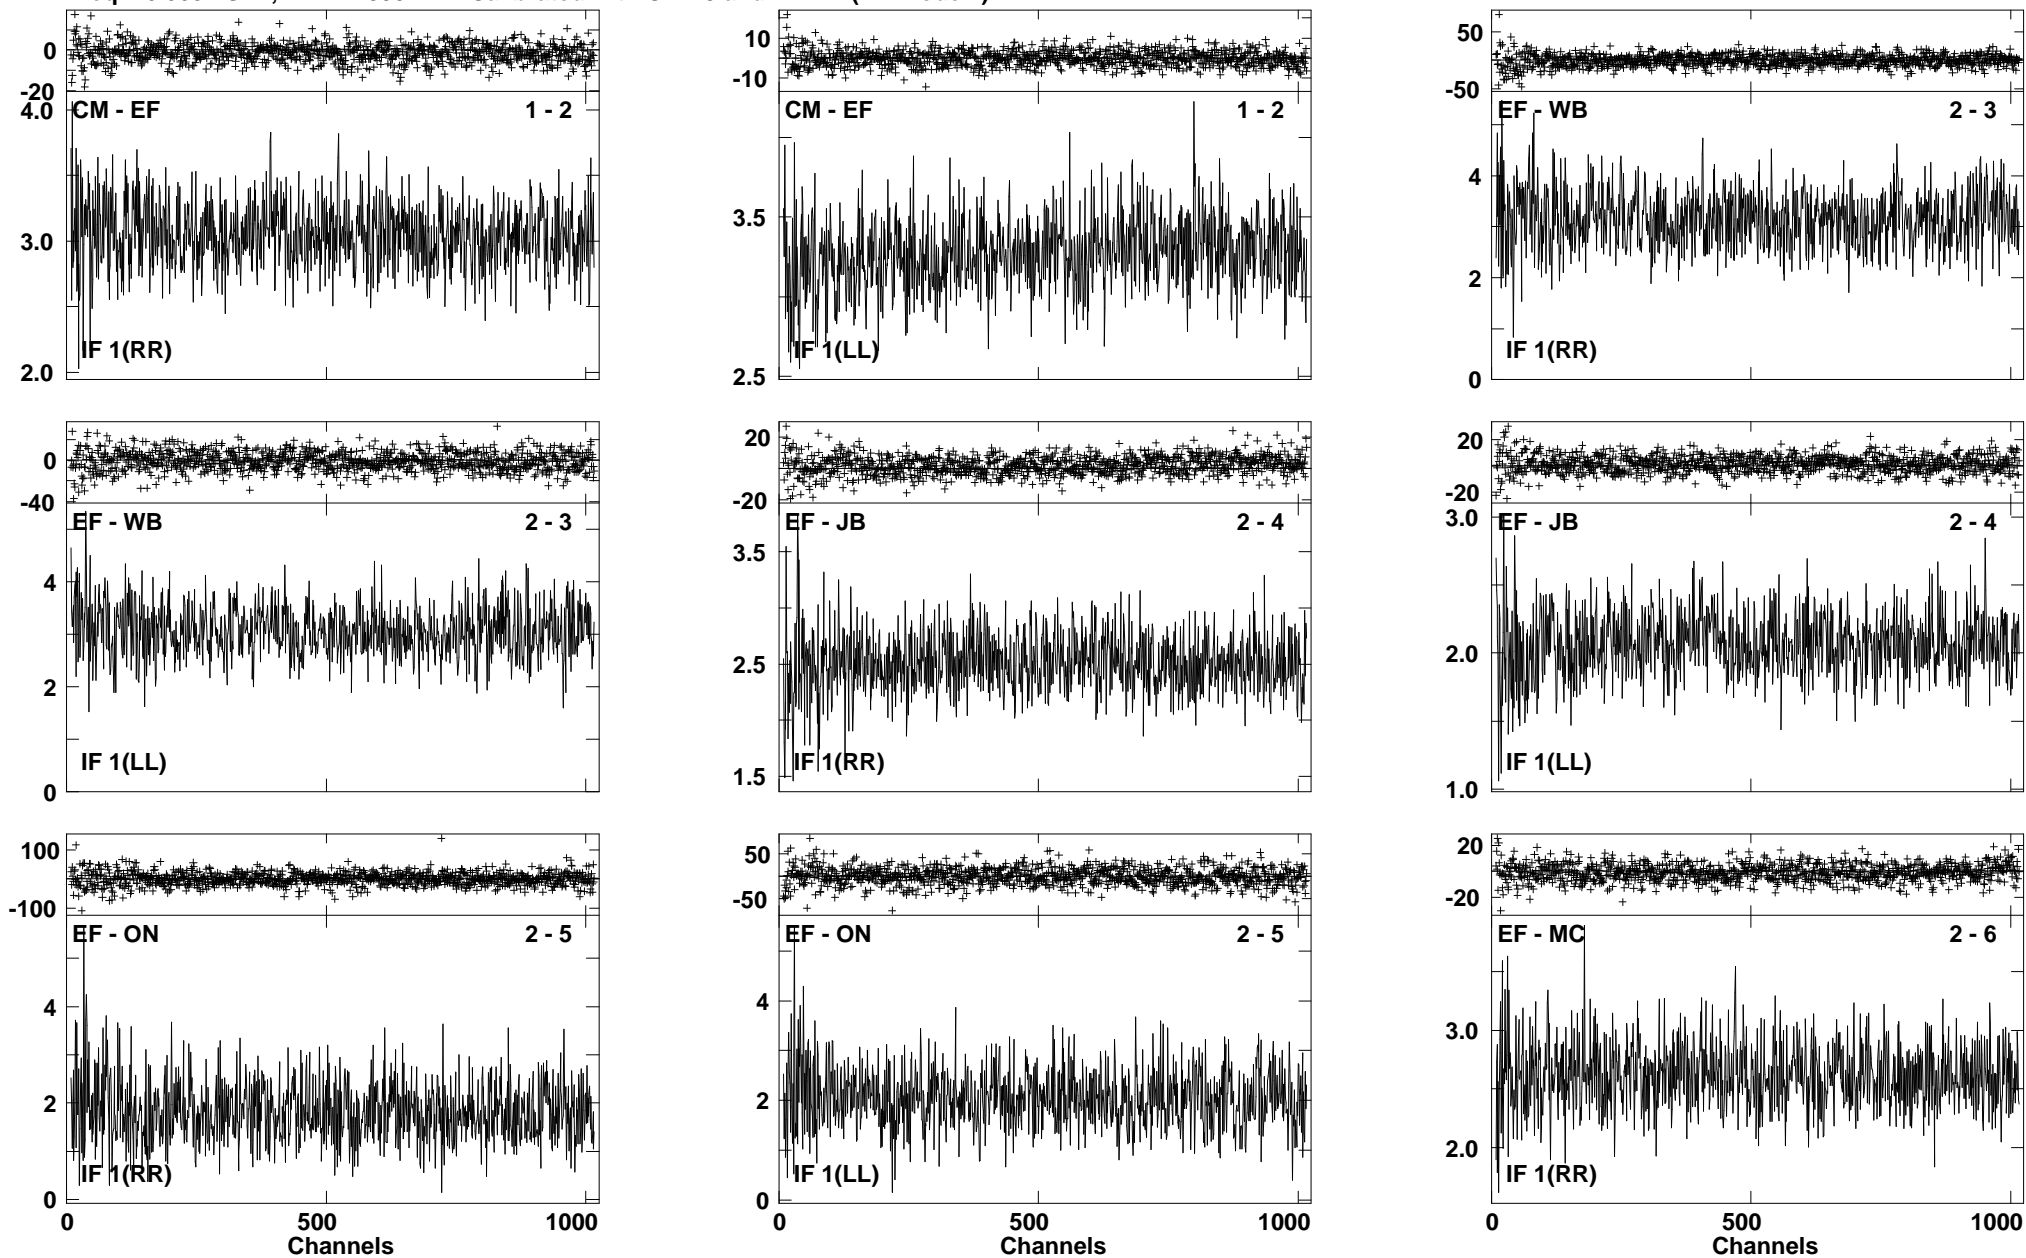 0 -20 10 -10 50 -50
4.0 CM - EF 1 - 2 CM - EF 1 - 2 EF - WB 2 - 3
3.0 3.5 4 2
2.0 IF 1(RR) 2.5 IF 1(LL) 0 IF 1(RR)
0 -40 20 -20 20 -20
EF - WB 2 - 3 EF - JB 2 - 4 3.0 EF - JB 2 - 4
4 2 3.5 2.5 2.0
0 IF 1(LL) 1.5 IF 1(RR) 1.0 IF 1(LL)
100 -100 50 -50 20 -20
EF - ON 2 - 5 EF - ON 2 - 5 EF - MC 2 - 6
4 2 4 2 3.0 2.0
0 IF 1(RR) 0 IF 1(LL) IF 1(RR)
0 500 1000 0 500 1000 0 500 1000
Channels Channels Channels